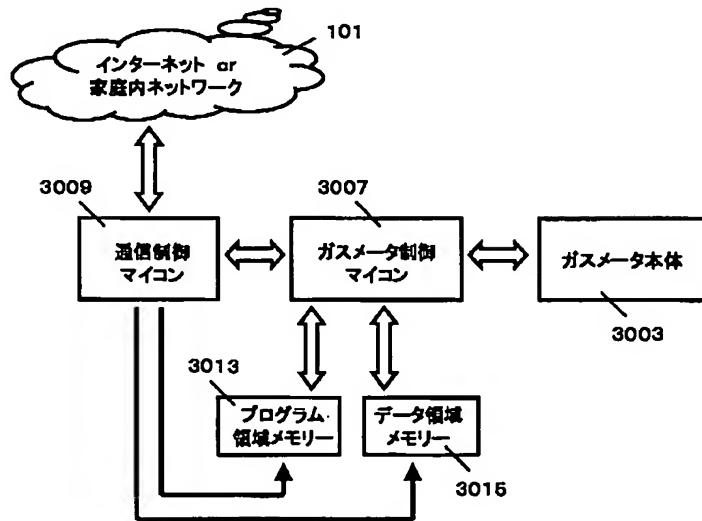 101
インターネット or
家庭内ネットワーク
3009
3007
通信制御
マイコン
ガスメータ制御
マイコン
ガスメータ本体
3003
3013
プログラム
領域メモリー
データ領域
メモリー
3015